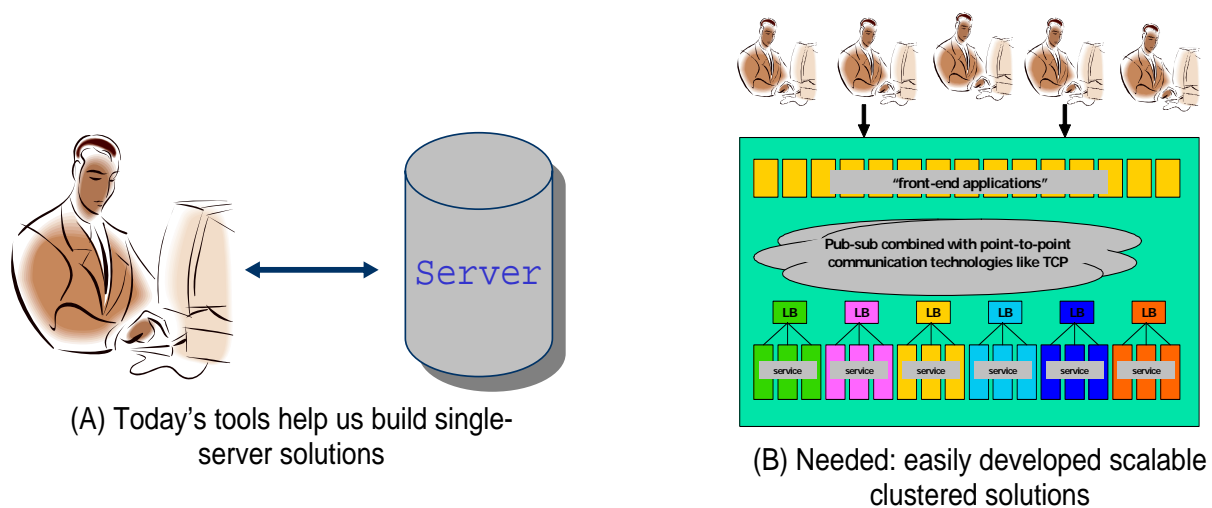 Server
(A) Today's tools help us build single-
server solutions
"front-end applications"
Pub-sub combined with point-to-point
communication technologies like TCP
LB LB LB LB LB LB
service service service service service service
(B) Needed: easily developed scalable
clustered solutions